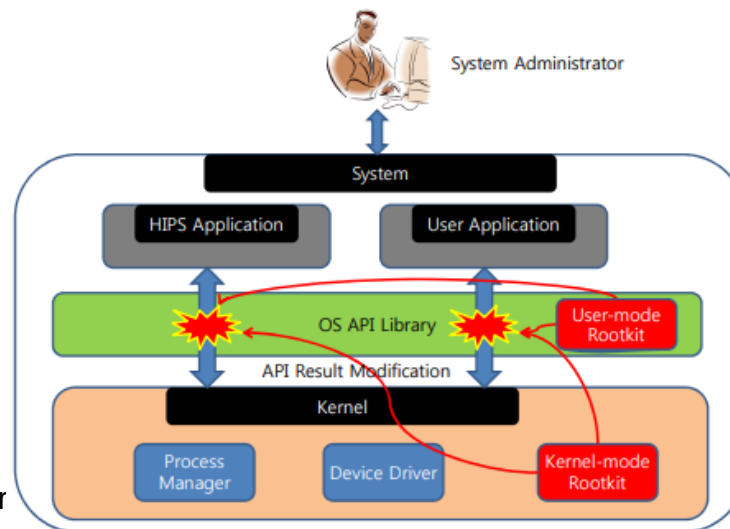 System Administrator
System
HIPS Application
User Application
OS API Library
User-mode
Rootkit
API Result Modification
Kernel
Process
Manager
Device Driver
Kernel-mode
Rootkit
r